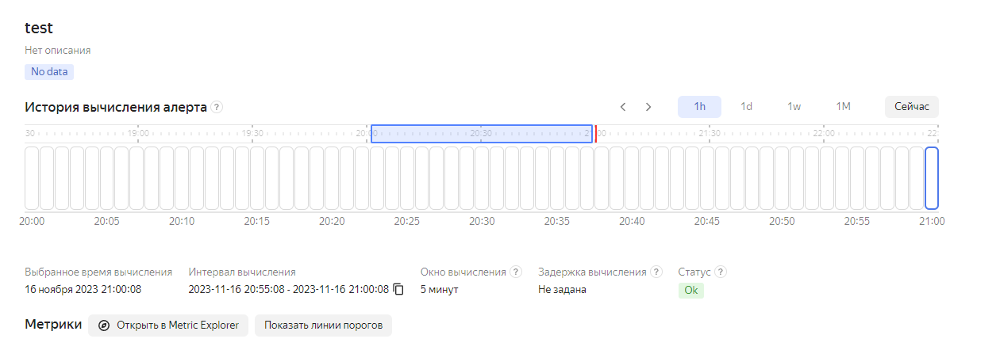 test
Нет описания
No data
История вычисления алерта ?
1h 1d 1w 1M Сейчас
30 19:00 19:30 20:00 20:30 21:00 21:30 22:00 22:
20:00 20:05 20:10 20:15 20:20 20:25 20:30 20:35 20:40 20:45 20:50 20:55 21:00
Выбранное время вычисления Интервал вычисления Окно вычисления ? Задержка вычисления ? Статус ?
16 ноября 2023 21:00:08 2023-11-16 20:55:08 - 2023-11-16 21:00:08 5 минут Не задана Ok
Метрики Открыть в Metric Explorer Показать линии порогов